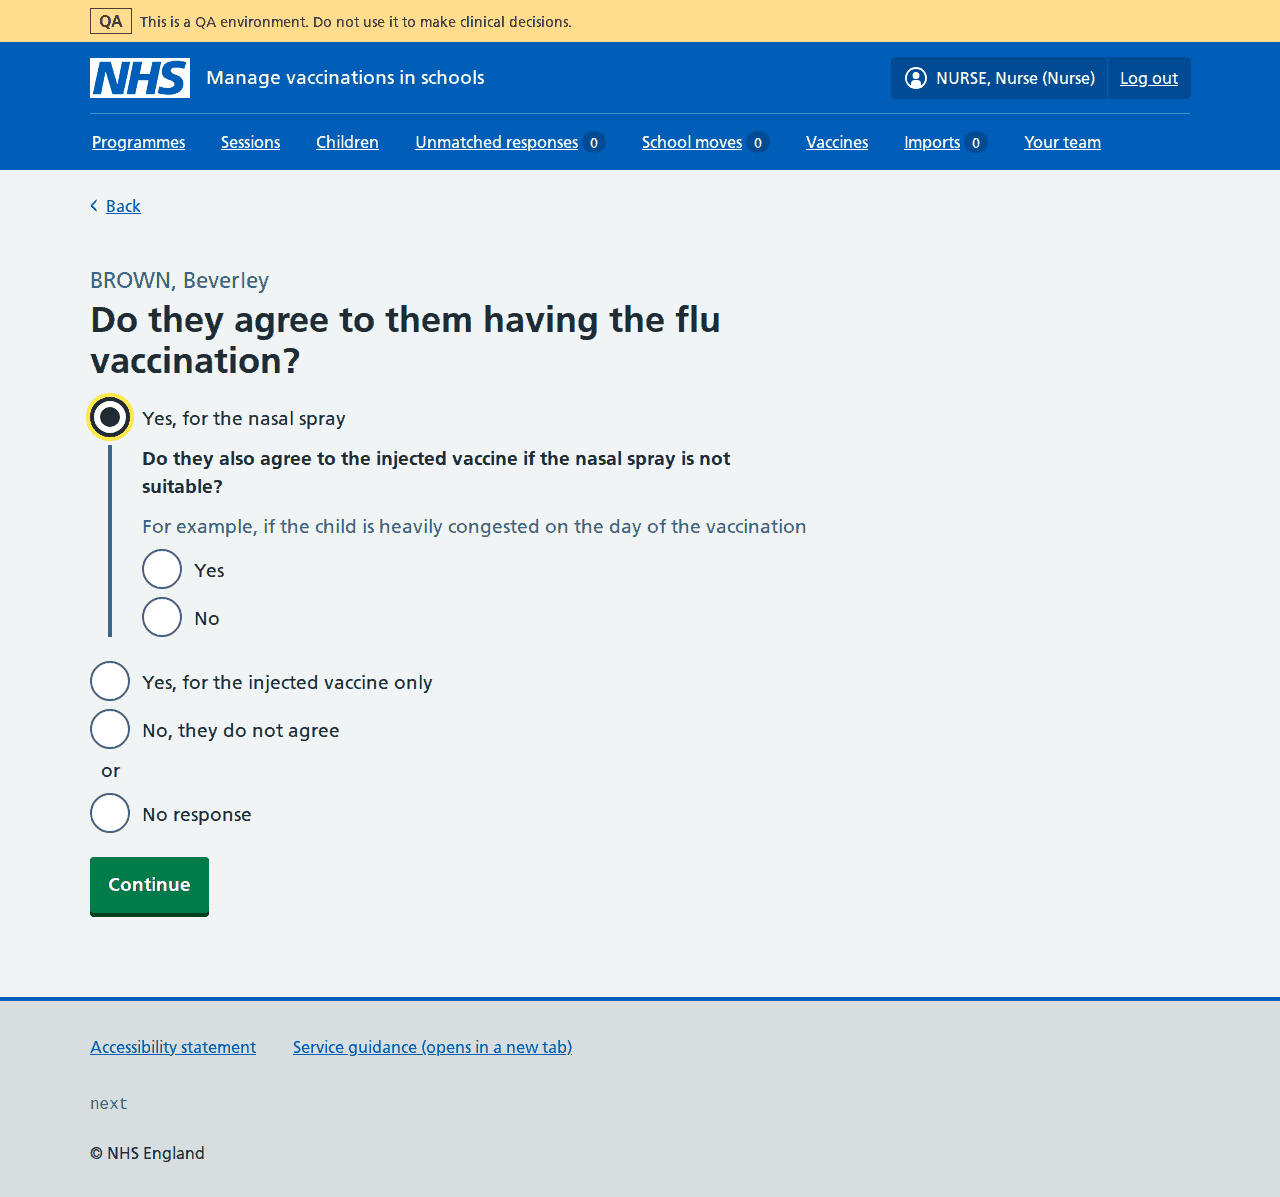 QA This is a QA environment. Do not use it to make clinical decisions.
NHS Manage vaccinations in schools NURSE, Nurse (Nurse) Log out
Programmes Sessions Children Unmatched responses 0 School moves 0 Vaccines Imports 0 Your team
Back
BROWN, Beverley
Do they agree to them having the flu
vaccination?
Yes, for the nasal spray
Do they also agree to the injected vaccine if the nasal spray is not
suitable?
For example, if the child is heavily congested on the day of the vaccination
Yes
No
Yes, for the injected vaccine only
No, they do not agree
or
No response
Continue
Accessibility statement Service guidance (opens in a new tab)
next
© NHS England